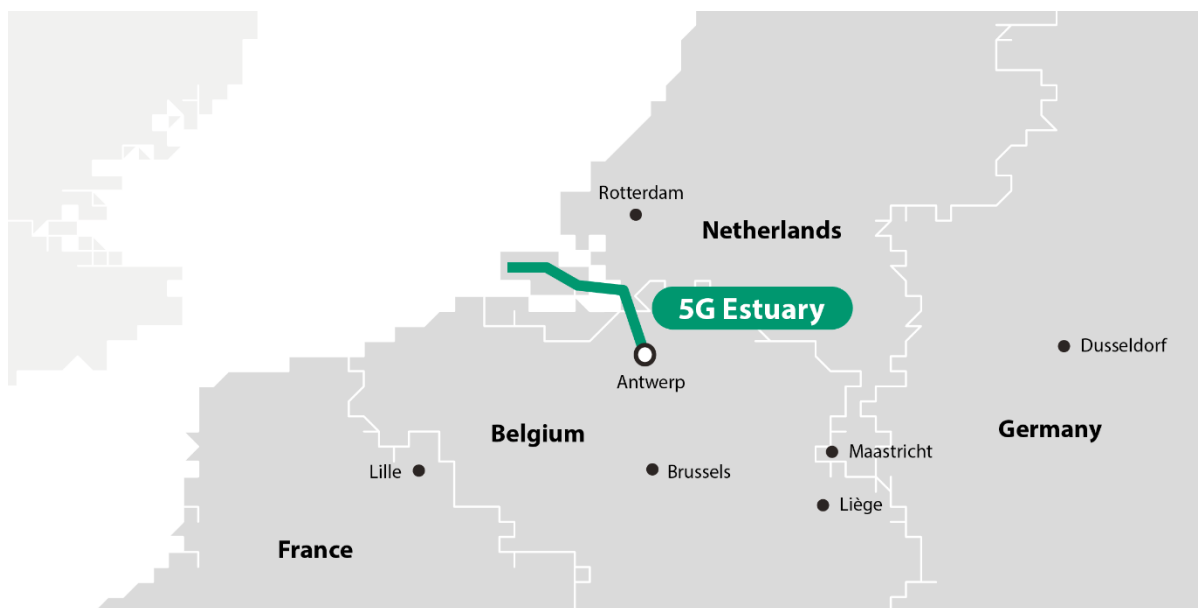 Rotterdam
Netherlands
5G Estuary
Dusseldorf
Antwerp
Belgium
Germany
Maastricht
Lille
Brussels
Liège
France